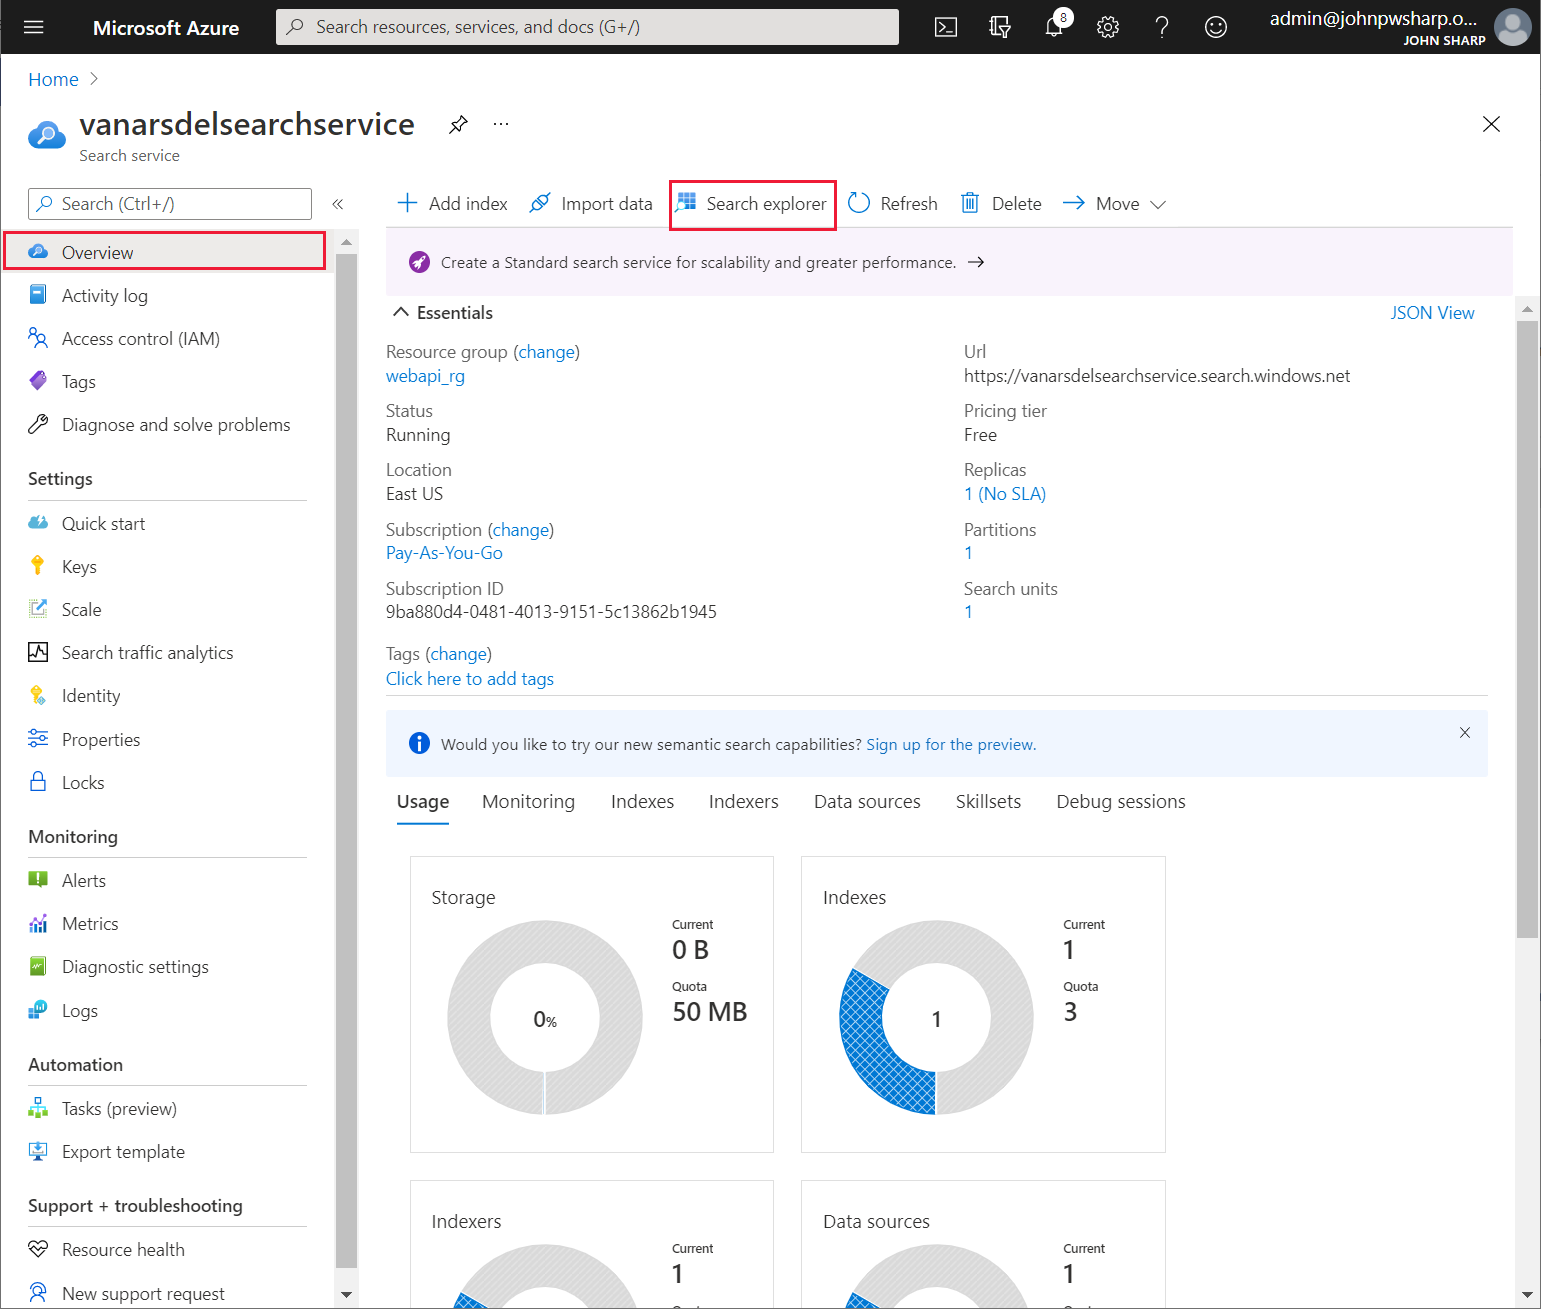 Microsoft Azure
Search resources, services, and docs (G+/)
8
admin@johnpwsharp.o...
JOHN SHARP
Home
vanarsdelsearchservice
Search service
Search (Ctrl+/)
«
Add index
Import data
Search explorer
Refresh
Delete
Move
Overview
Activity log
Access control (IAM)
Tags
Diagnose and solve problems
Settings
Quick start
Keys
Scale
Search traffic analytics
Identity
Properties
Locks
Monitoring
Alerts
Metrics
Diagnostic settings
Logs
Automation
Tasks (preview)
Export template
Support + troubleshooting
Resource health
New support request
Create a Standard search service for scalability and greater performance. →
Essentials
JSON View
Resource group (change)
webapi_rg
Status
Running
Location
East US
Subscription (change)
Pay-As-You-Go
Subscription ID
9ba880d4-0481-4013-9151-5c13862b1945
Tags (change)
Click here to add tags
Url
https://vanarsdelsearchservice.search.windows.net
Pricing tier
Free
Replicas
1 (No SLA)
Partitions
1
Search units
1
Would you like to try our new semantic search capabilities? Sign up for the preview.
Usage
Monitoring
Indexes
Indexers
Data sources
Skillsets
Debug sessions
Storage
0%
Current
0 B
Quota
50 MB
Indexes
1
Current
1
Quota
3
Indexers
Current
1
Data sources
Current
1